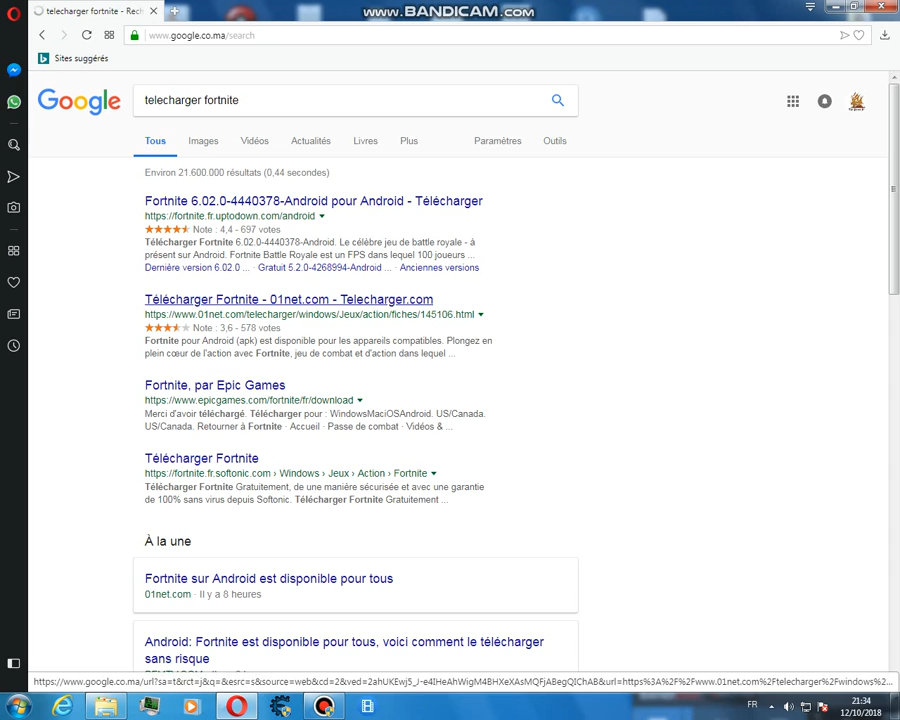 www.BANDICAM.com
telecharger fortnite - Rech
www.google.co.ma/search
Sites suggérés
Google
telecharger fortnite
Tous Images Vidéos Actualités Livres Plus Paramètres Outils
Environ 21.600.000 résultats (0,44 secondes)
Fortnite 6.02.0-4440378-Android pour Android - Télécharger
https://fortnite.fr.uptodown.com/android
Note : 4,4 - 697 votes
Télécharger Fortnite 6.02.0-4440378-Android. Le célèbre jeu de battle royale - à
présent sur Android. Fortnite Battle Royale est un FPS dans lequel 100 joueurs ...
Dernière version 6.02.0 ... · Gratuit 5.2.0-4268994-Android ... · Anciennes versions
Télécharger Fortnite - 01net.com - Telecharger.com
https://www.01net.com/telecharger/windows/Jeux/action/fiches/145106.html
Note : 3,6 - 578 votes
Fortnite pour Android (apk) est disponible pour les appareils compatibles. Plongez en
plein cœur de l'action avec Fortnite, jeu de combat et d'action dans lequel ...
Fortnite, par Epic Games
https://www.epicgames.com/fortnite/fr/download
Merci d'avoir téléchargé. Télécharger pour : WindowsMaciOSAndroid. US/Canada.
US/Canada. Retourner à Fortnite · Accueil · Passe de combat · Vidéos & ...
Télécharger Fortnite
https://fortnite.fr.softonic.com › Windows › Jeux › Action › Fortnite
Télécharger Fortnite Gratuitement, de une manière sécurisée et avec une garantie
de 100% sans virus depuis Softonic. Télécharger Fortnite Gratuitement ...
À la une
Fortnite sur Android est disponible pour tous
01net.com · Il y a 8 heures
Android: Fortnite est disponible pour tous, voici comment le télécharger
sans risque
FR
21:34
12/10/2018